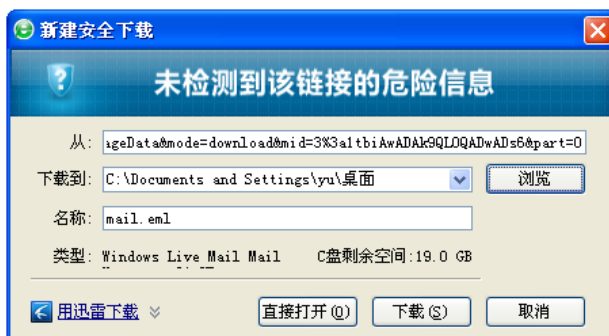 新建安全下载
未检测到该链接的危险信息
从: ageData&mode=download&mid=3%3a1tbiAwADAk9QLOQADwADs6&part=0
下载到: C:\Documents and Settings\yu\桌面 浏览
名称: mail.eml
类型: Windows Live Mail Mail C盘剩余空间:19.0 GB
用迅雷下载 直接打开(O) 下载(S) 取消